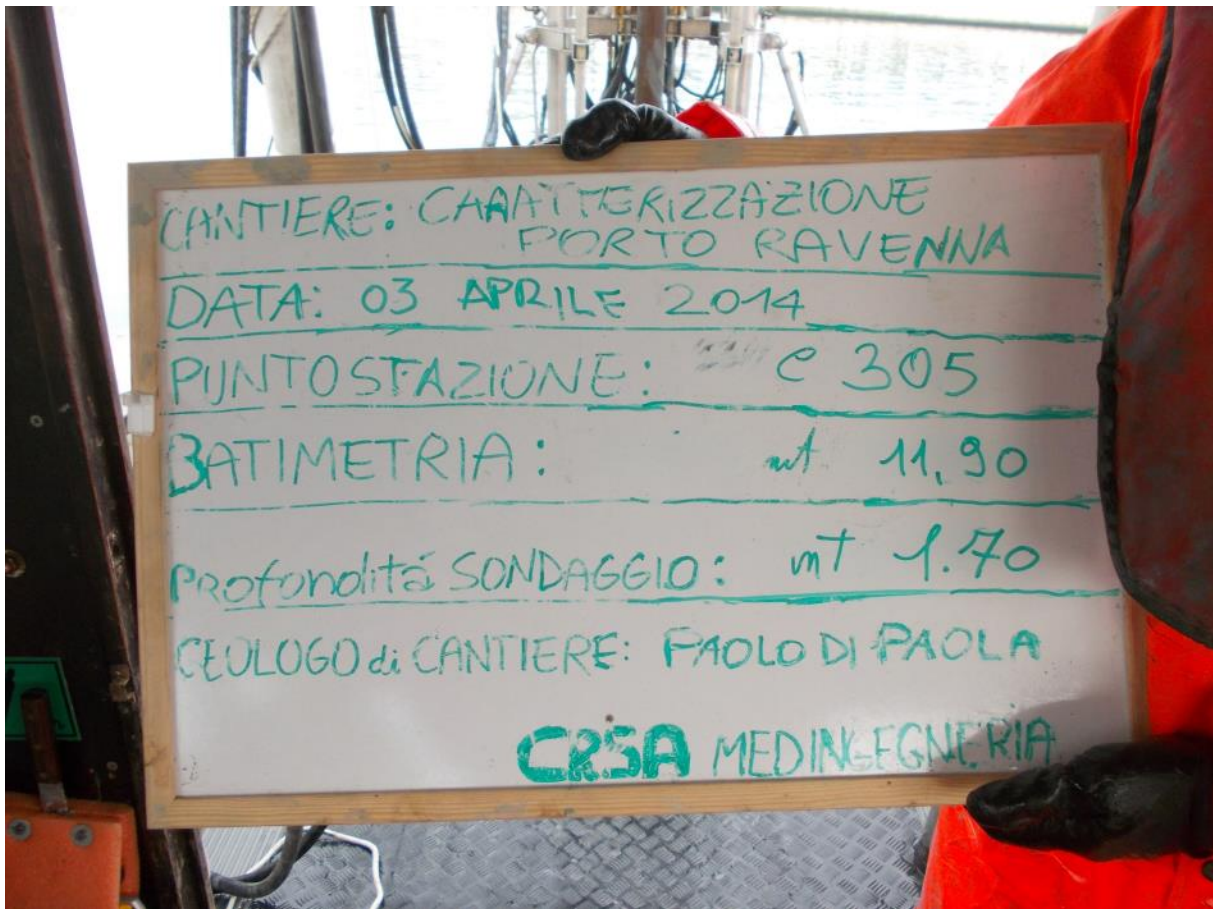 CANTIERE: CARATTERIZZAZIONE
PORTO RAVENNA
DATA: 03 APRILE 2014
PUNTO STAZIONE: C 305
BATIMETRIA: mt 11,90
Profondità SONDAGGIO: mT 1.70
GEOLOGO di CANTIERE: PAOLO DI PAOLA
CRSA MEDINGEGNERIA